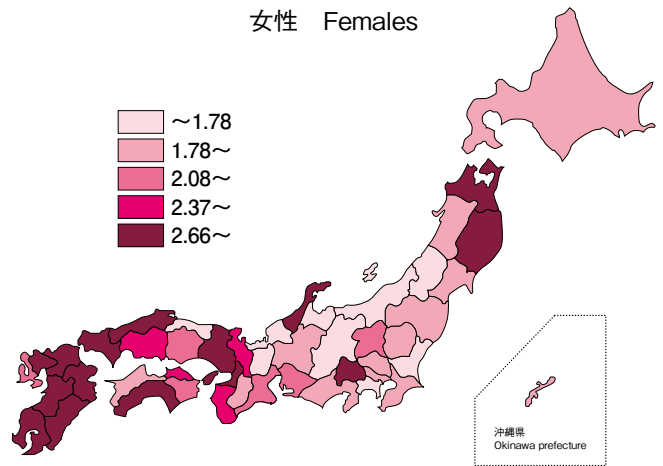 女性　Females
～1.78
1.78～
2.08～
2.37～
2.66～
沖縄県
Okinawa prefecture